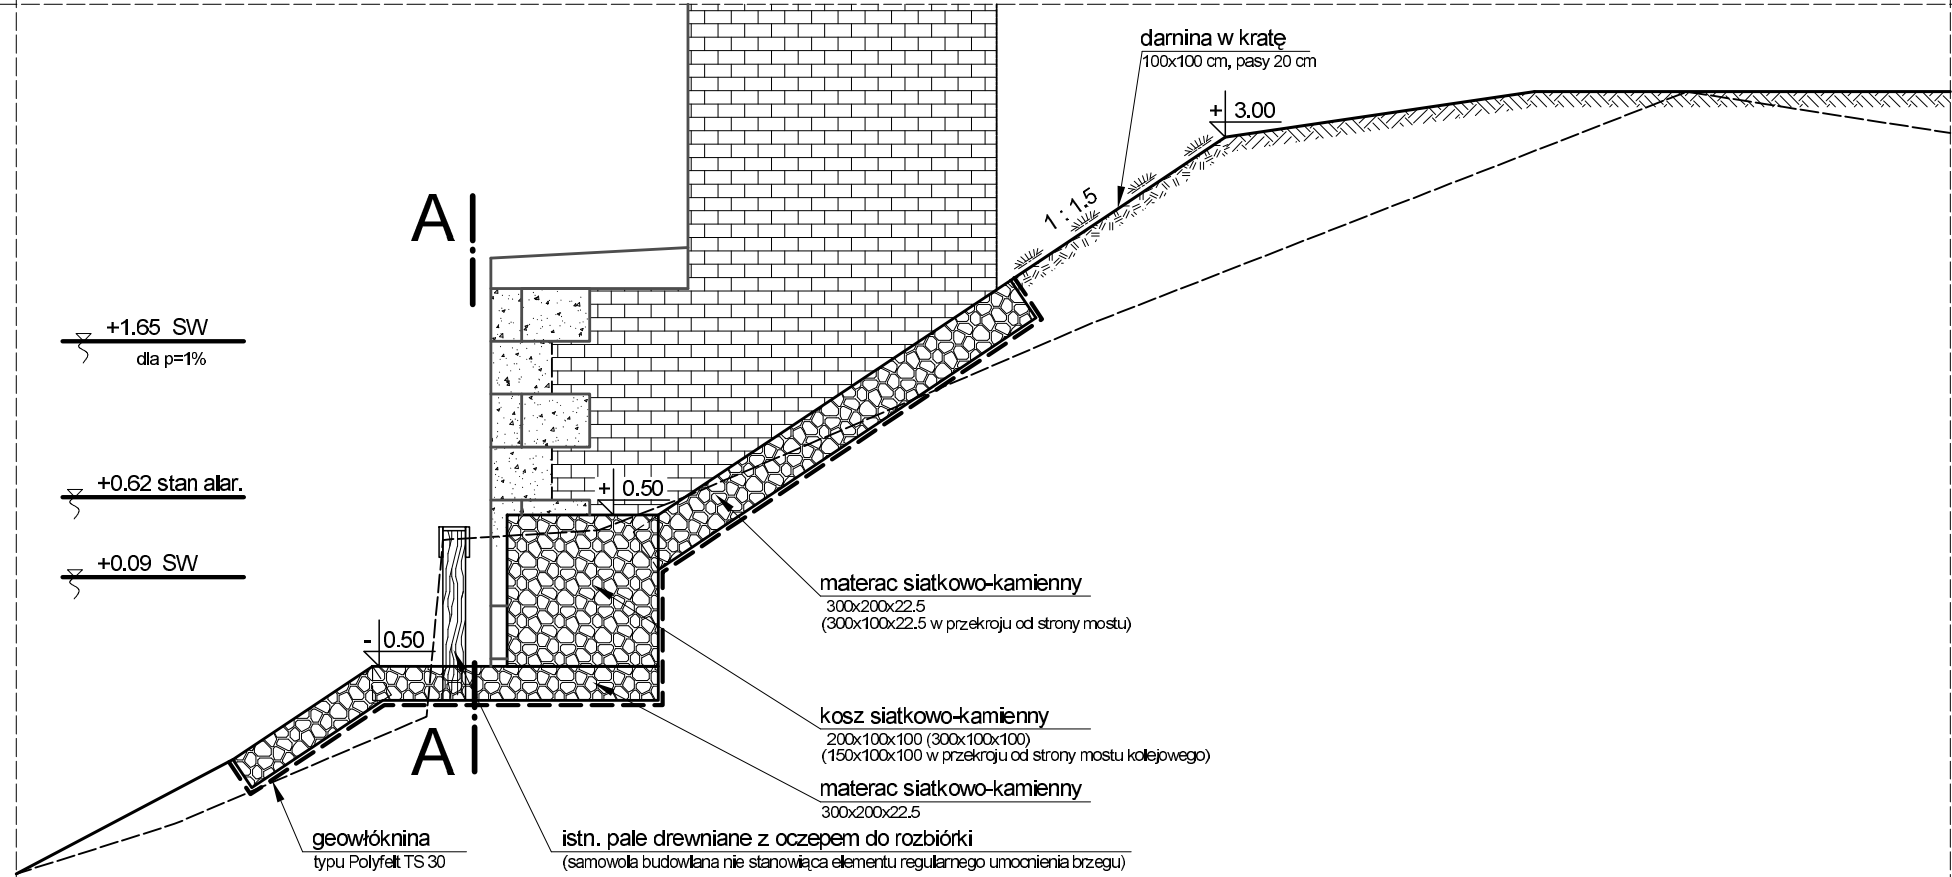 darnina w kratę
100x100 cm, pasy 20 cm
+ 3.00
1 : 1.5
A
+1.65 SW
dla p=1%
+0.62 stan alar.
+ 0.50
+0.09 SW
- 0.50
materac siatkowo-kamienny
300x200x22.5
(300x100x22.5 w przekroju od strony mostu)
kosz siatkowo-kamienny
200x100x100 (300x100x100)
(150x100x100 w przekroju od strony mostu kolejowego)
A
materac siatkowo-kamienny
300x200x22.5
geowłóknina
typu Polyfelt TS 30
istn. pale drewniane z oczepem do rozbiórki
(samowola budowlana nie stanowiąca elementu regularnego umocnienia brzegu)